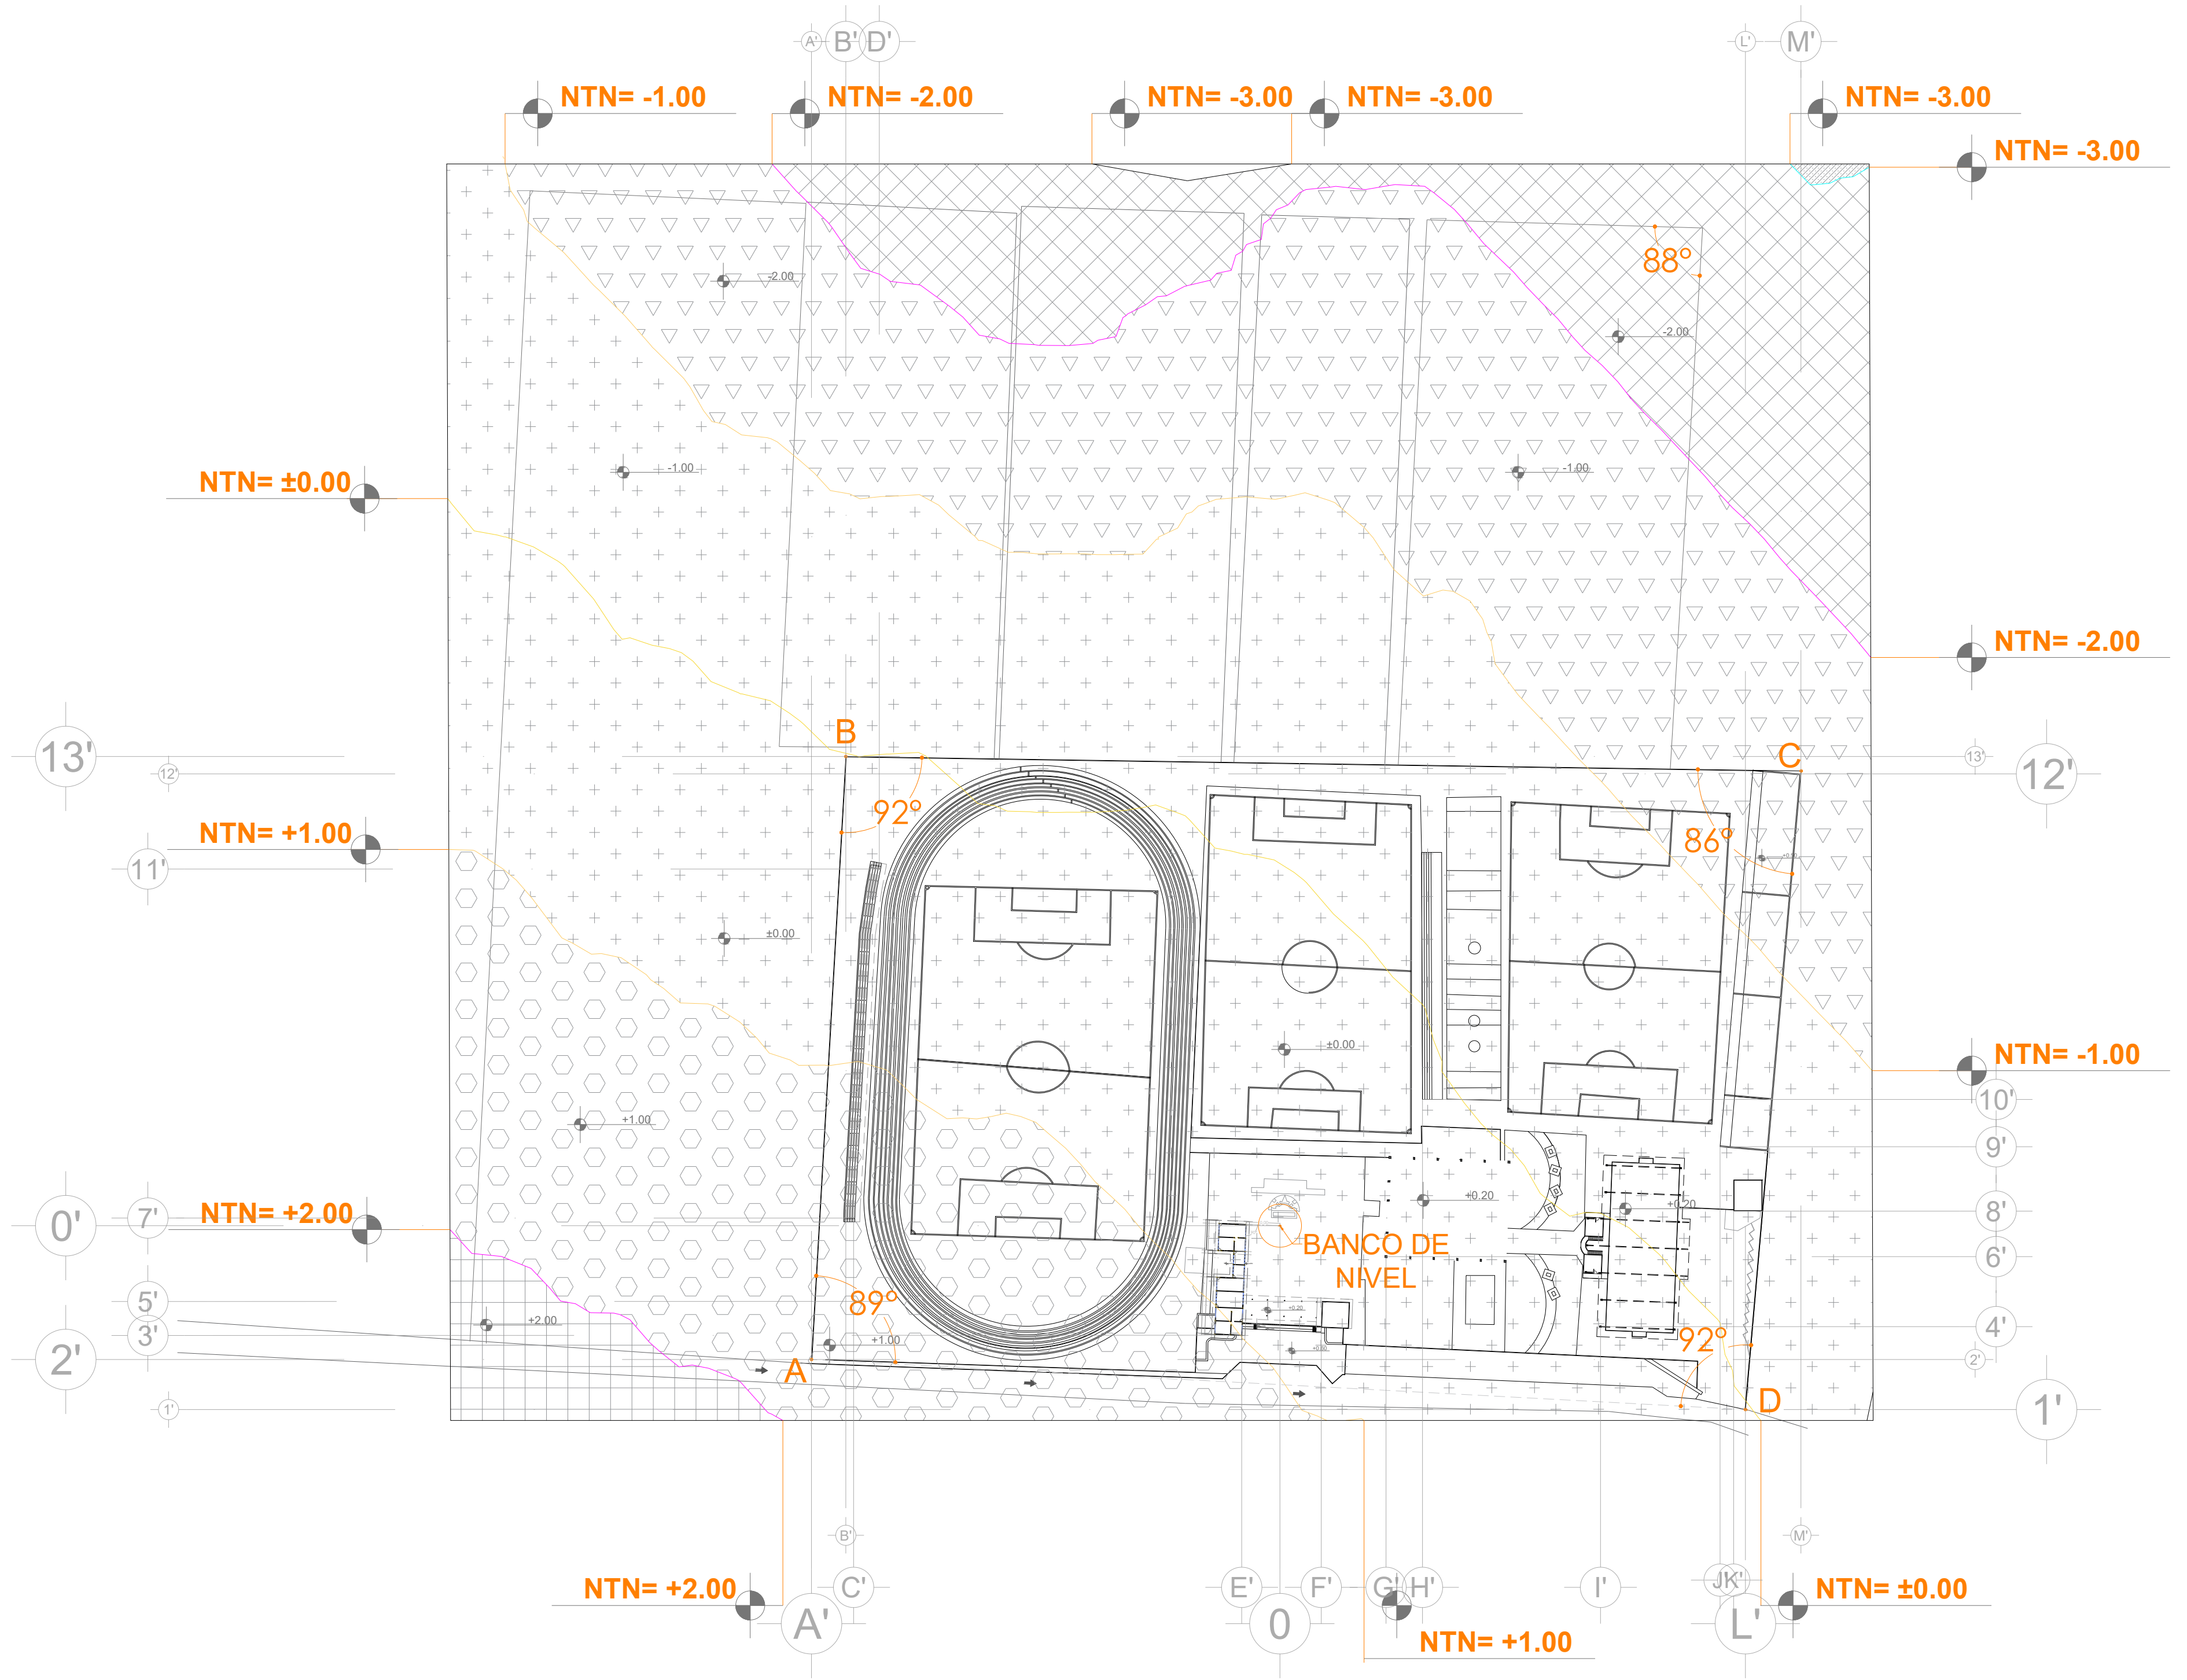 A' B' D' L' M'
NTN= -1.00 NTN= -2.00 NTN= -3.00 NTN= -3.00 NTN= -3.00
NTN= -3.00
88°
-2.00
-2.00
-1.00 -1.00
NTN= ±0.00
NTN= -2.00
B
13' C 13'
12' 12'
92°
NTN= +1.00 86°
11'
±0.00
±0.00
NTN= -1.00
10'
+1.00
9'
+0.20 +0.20
NTN= +2.00
0' 7' 8'
BANCO DE
NIVEL
6'
89°
5'
+0.20
+2.00 4'
3' +1.00 92°
2' A 2'
D
1' 1'
B' M'
NTN= +2.00 C' E' F' G' H' I' J' K' NTN= ±0.00
A' 0 L'
NTN= +1.00